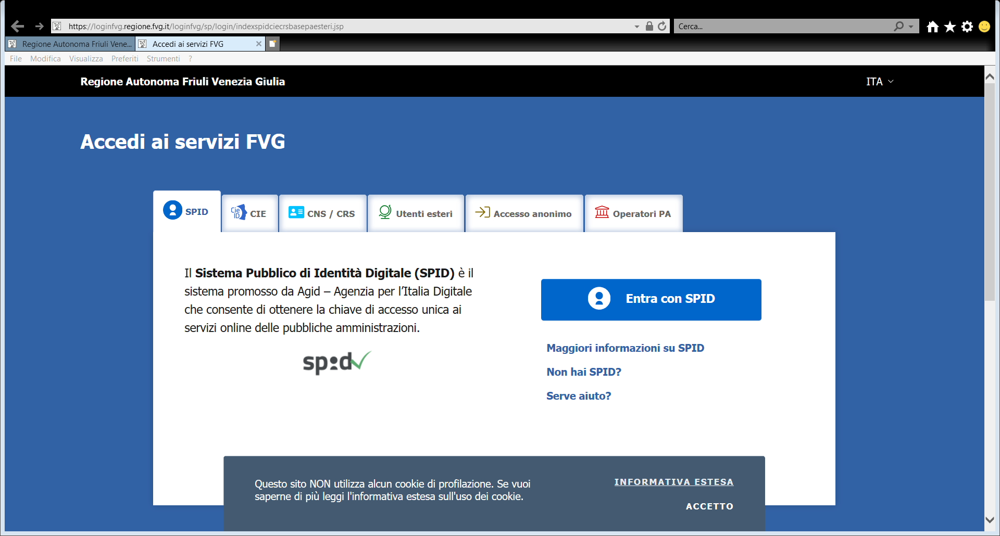 https://loginfvg.regione.fvg.it/loginfvg/sp/login/indexspidciecrsbasepaesteri.jsp
Cerca...
Regione Autonoma Friuli Vene...
Accedi ai servizi FVG
File Modifica Visualizza Preferiti Strumenti ?
Regione Autonoma Friuli Venezia Giulia
ITA
Accedi ai servizi FVG
SPID
Cie ID CIE
CNS / CRS
Utenti esteri
Accesso anonimo
Operatori PA
Il Sistema Pubblico di Identità Digitale (SPID) è il
sistema promosso da Agid – Agenzia per l’Italia Digitale
che consente di ottenere la chiave di accesso unica ai
servizi online delle pubbliche amministrazioni.
spid
Entra con SPID
Maggiori informazioni su SPID
Non hai SPID?
Serve aiuto?
Questo sito NON utilizza alcun cookie di profilazione. Se vuoi
saperne di più leggi l'informativa estesa sull'uso dei cookie.
INFORMATIVA ESTESA
ACCETTO